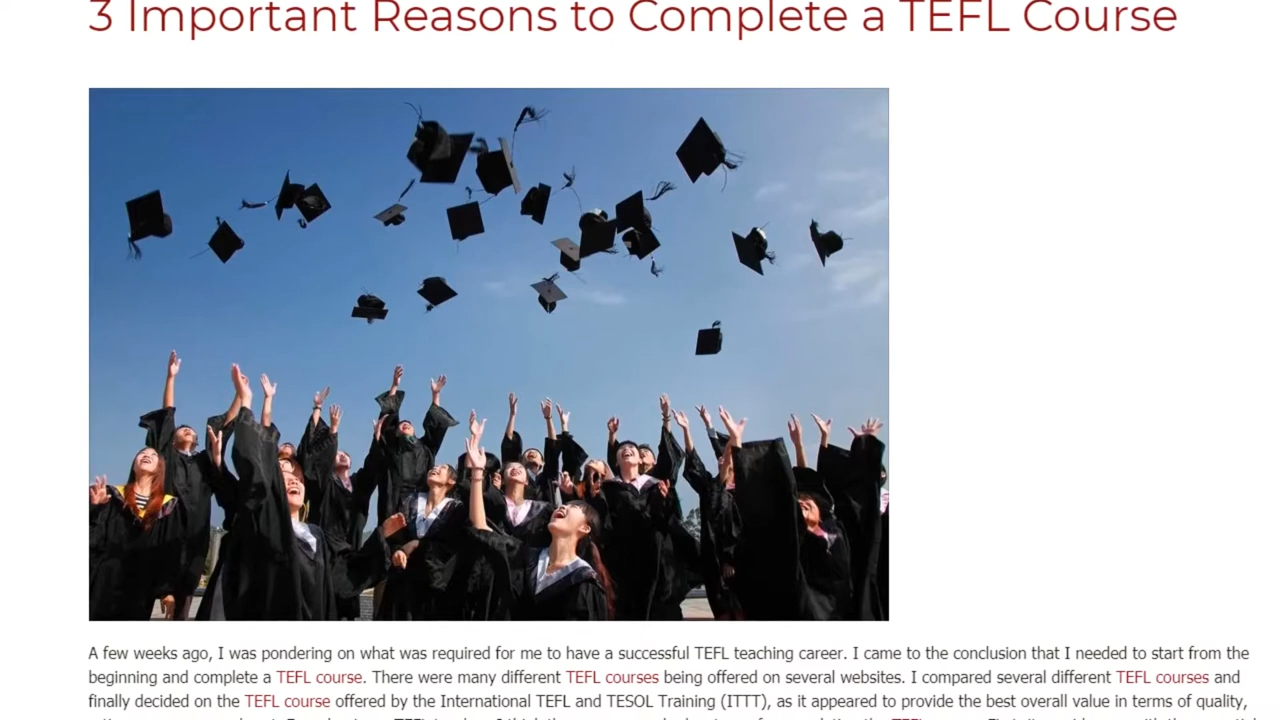 3 Important Reasons to Complete a TEFL Course
A few weeks ago, I was pondering on what was required for me to have a successful TEFL teaching career. I came to the conclusion that I needed to start from the
beginning and complete a TEFL course. There were many different TEFL courses being offered on several websites. I compared several different TEFL courses and
finally decided on the TEFL course offered by the International TEFL and TESOL Training (ITTT), as it appeared to provide the best overall value in terms of quality,